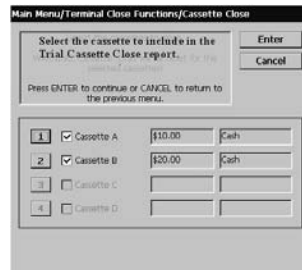 Main Menu/Terminal Close Functions/Cassette Close
Select the cassette to include in the
Trial Cassette Close report.
Press ENTER to continue or CANCEL to return to
the previous menu.
Enter
Cancel
1 Cassette A $10.00 Cash
2 Cassette B $20.00 Cash
3 Cassette C
4 Cassette D